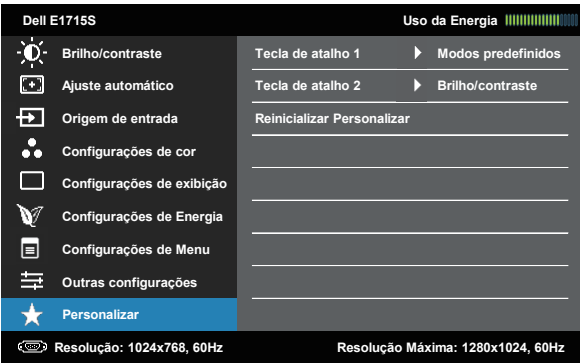 Dell E1715S Uso da Energia
Brilho/contraste Tecla de atalho 1 Modos predefinidos
Ajuste automático Tecla de atalho 2 Brilho/contraste
Origem de entrada Reinicializar Personalizar
Configurações de cor
Configurações de exibição
Configurações de Energia
Configurações de Menu
Outras configurações
Personalizar
Resolução: 1024x768, 60Hz Resolução Máxima: 1280x1024, 60Hz